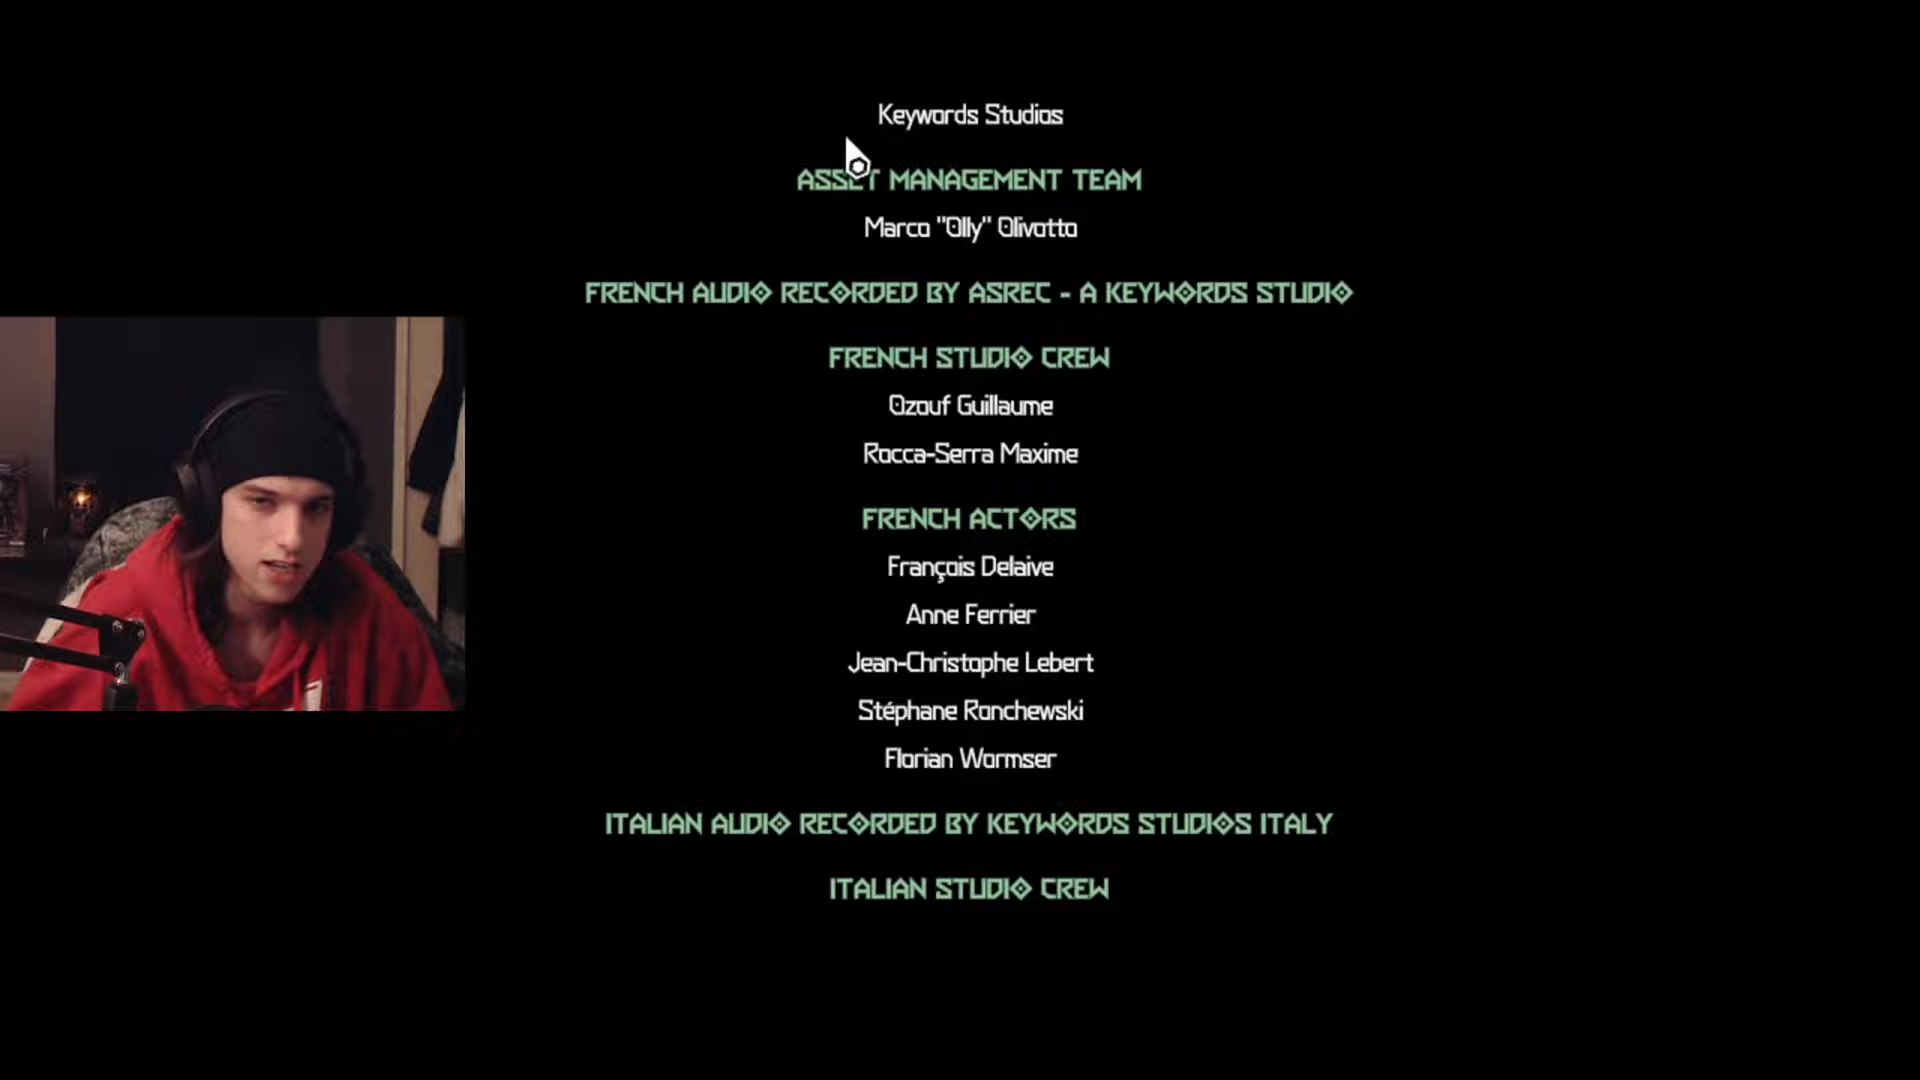 Keywords Studios
ASSET MANAGEMENT TEAM
Marco "Olly" Olivotto
FRENCH AUDIO RECORDED BY ASREC - A KEYWORDS STUDIO
FRENCH STUDIO CREW
Ozouf Guillaume
Rocca-Serra Maxime
FRENCH ACTORS
François Delaive
Anne Ferrier
Jean-Christophe Lebert
Stéphane Ronchewski
Florian Wormser
ITALIAN AUDIO RECORDED BY KEYWORDS STUDIOS ITALY
ITALIAN STUDIO CREW